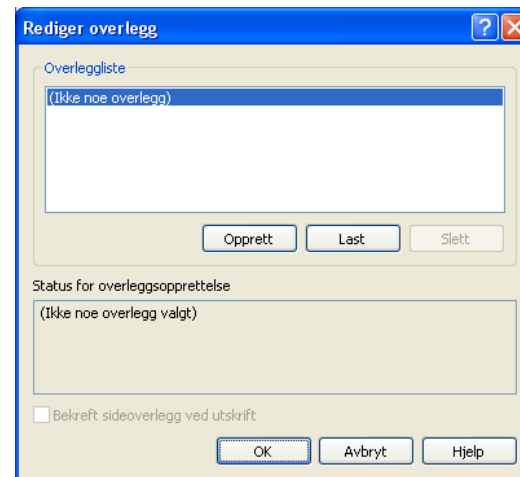 Rediger overlegg
Overleggliste
(Ikke noe overlegg)
Opprett Last Slett
Status for overleggsopprettelse
(Ikke noe overlegg valgt)
Bekreft sideoverlegg ved utskrift
OK Avbryt Hjelp